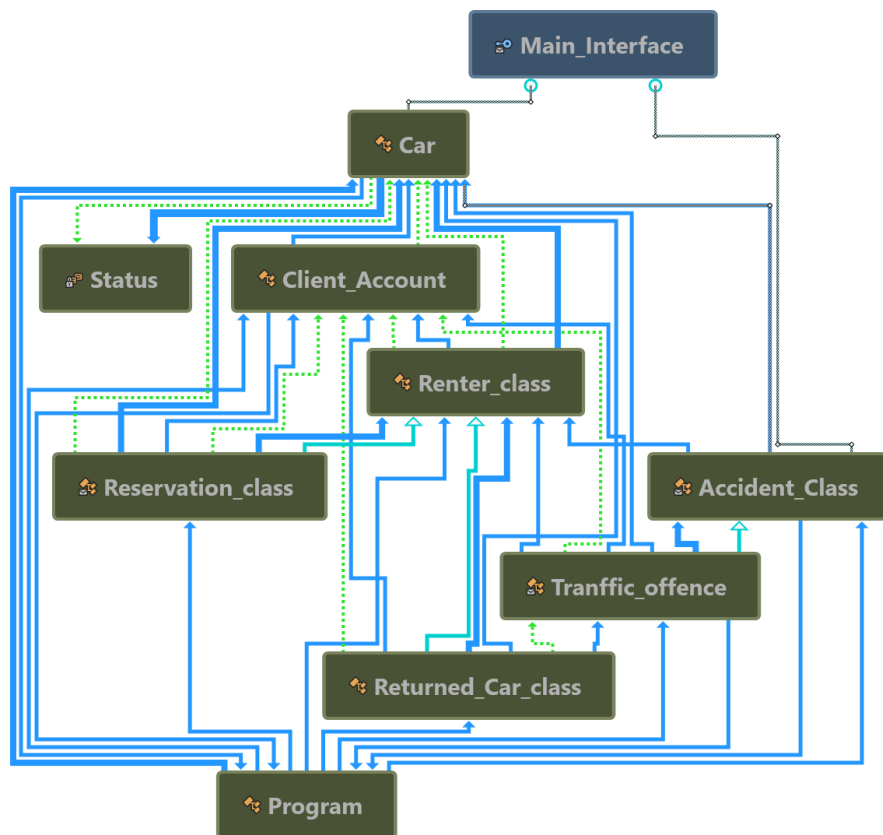 Main_Interface
Car
Status
Client_Account
Renter_class
Reservation_class
Accident_Class
Tranffic_offence
Returned_Car_class
Program